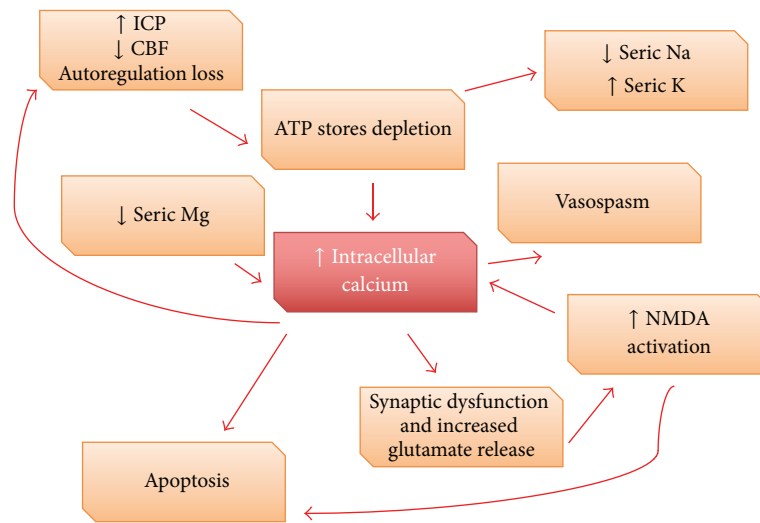 ↑ ICP
↓ CBF
Autoregulation loss
↓ Seric Na
↑ Seric K
ATP stores depletion
↓ Seric Mg
Vasospasm
↑ Intracellular
calcium
↑ NMDA
activation
Synaptic dysfunction
and increased
glutamate release
Apoptosis